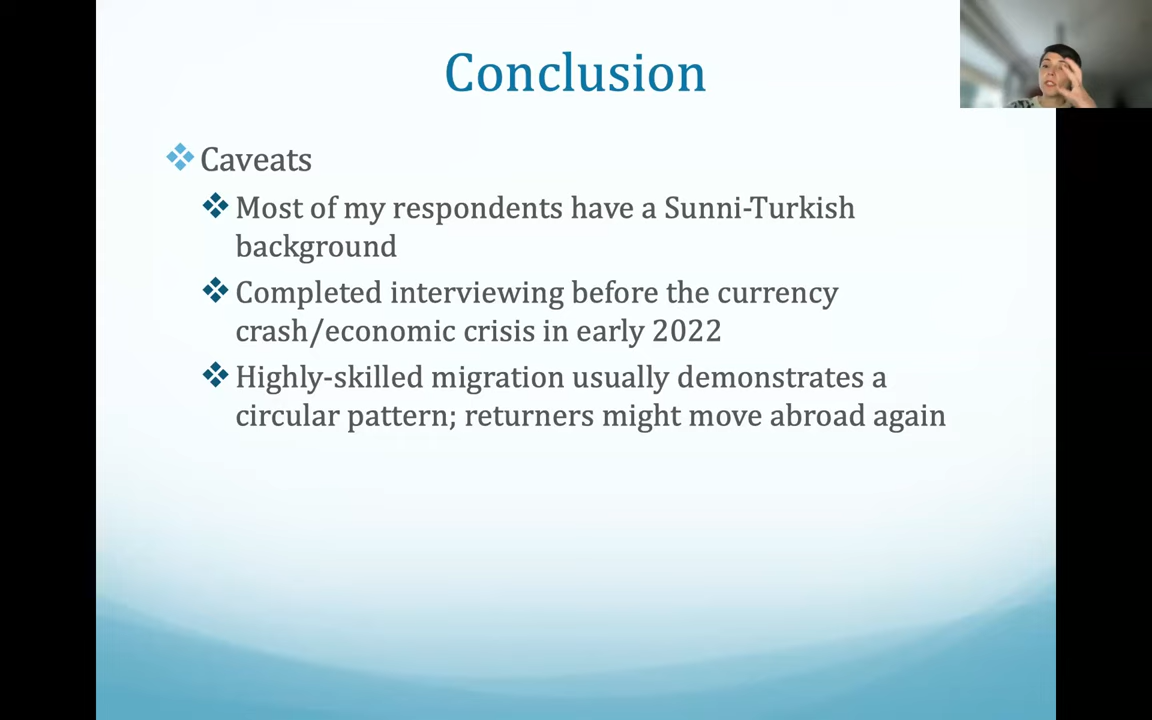 Conclusion
Caveats
Most of my respondents have a Sunni-Turkish
background
Completed interviewing before the currency
crash/economic crisis in early 2022
Highly-skilled migration usually demonstrates a
circular pattern; returners might move abroad again